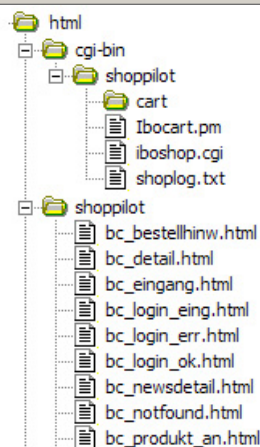 html
cgi-bin
shoppilot
cart
Ibocart.pm
iboshop.cgi
shoplog.txt
shoppilot
bc_bestellhinw.html
bc_detail.html
bc_eingang.html
bc_login_eing.html
bc_login_err.html
bc_login_ok.html
bc_newsdetail.html
bc_notfound.html
bc_produkt_an.html